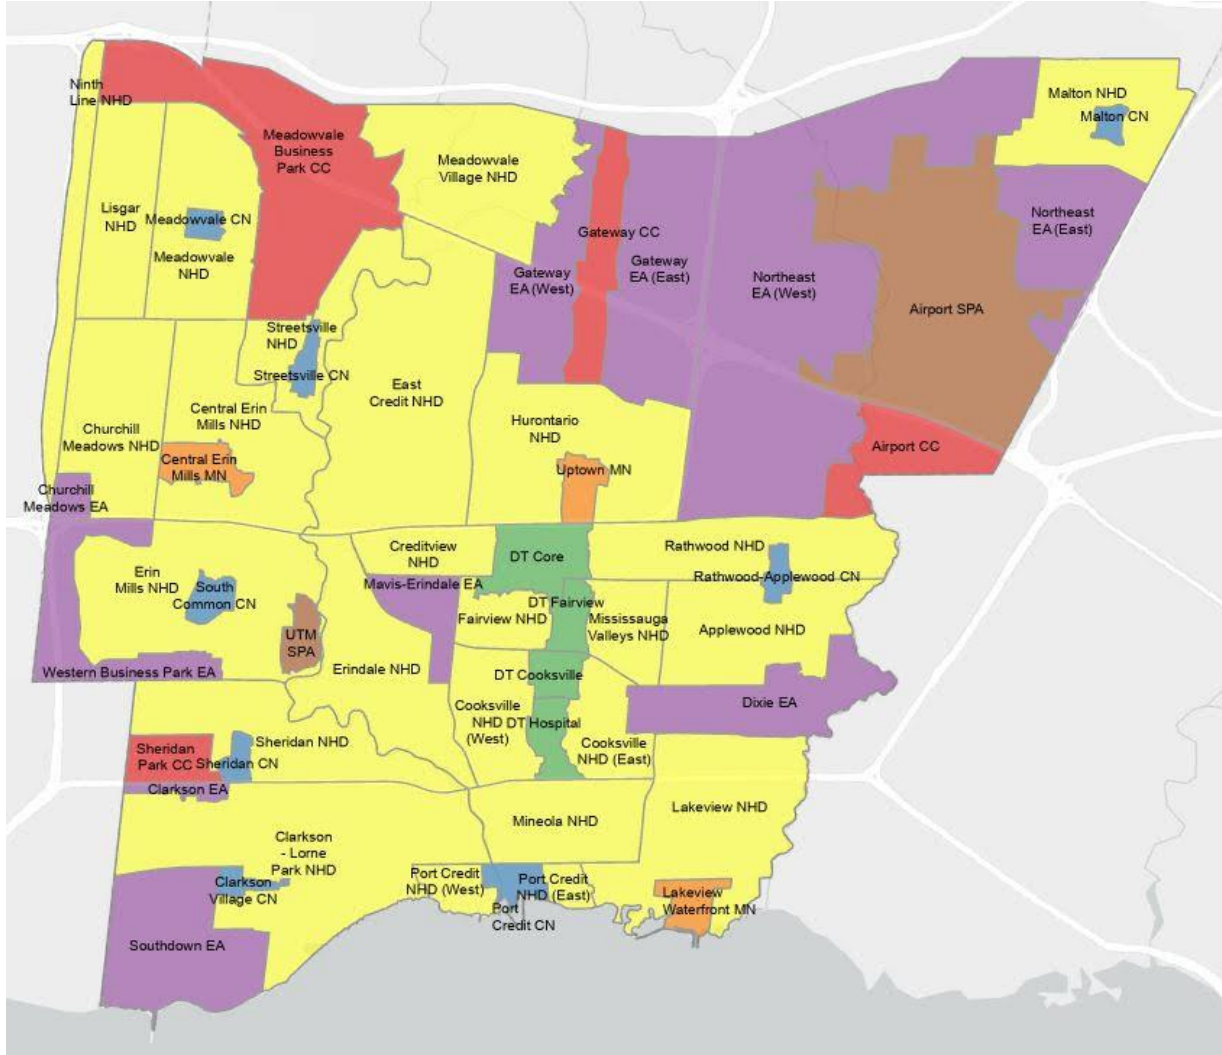 Ninth
Line NHD
Malton NHD
Malton CN
Meadowvale
Business
Park CC
Meadowvale
Village NHD
Lisgar
NHD
Meadowvale CN
Meadowvale
NHD
Gateway CC
Gateway
EA (West)
Gateway
EA (East)
Northeast
EA (West)
Northeast
EA (East)
Airport SPA
Streetsville
NHD
Streetsville CN
East
Credit NHD
Central Erin
Mills NHD
Churchill
Meadows NHD
Central Erin
Mills MN
Hurontario
NHD
Uptown MN
Airport CC
Churchill
Meadows EA
Creditview
NHD
DT Core
Rathwood NHD
Rathwood-Applewood CN
Erin
Mills NHD
South
Common CN
Mavis-Erindale EA
DT Fairview
Fairview NHD
Mississauga
Valleys NHD
Applewood NHD
UTM
SPA
Western Business Park EA
Erindale NHD
DT Cooksville
Cooksville
NHD
(West)
DT Hospital
Cooksville
NHD (East)
Dixie EA
Sheridan
Park CC
Sheridan NHD
Sheridan CN
Clarkson EA
Mineola NHD
Lakeview NHD
Clarkson
- Lorne
Park NHD
Clarkson
Village CN
Port Credit
NHD (West)
Port Credit
NHD (East)
Port
Credit CN
Lakeview
Waterfront MN
Southdown EA